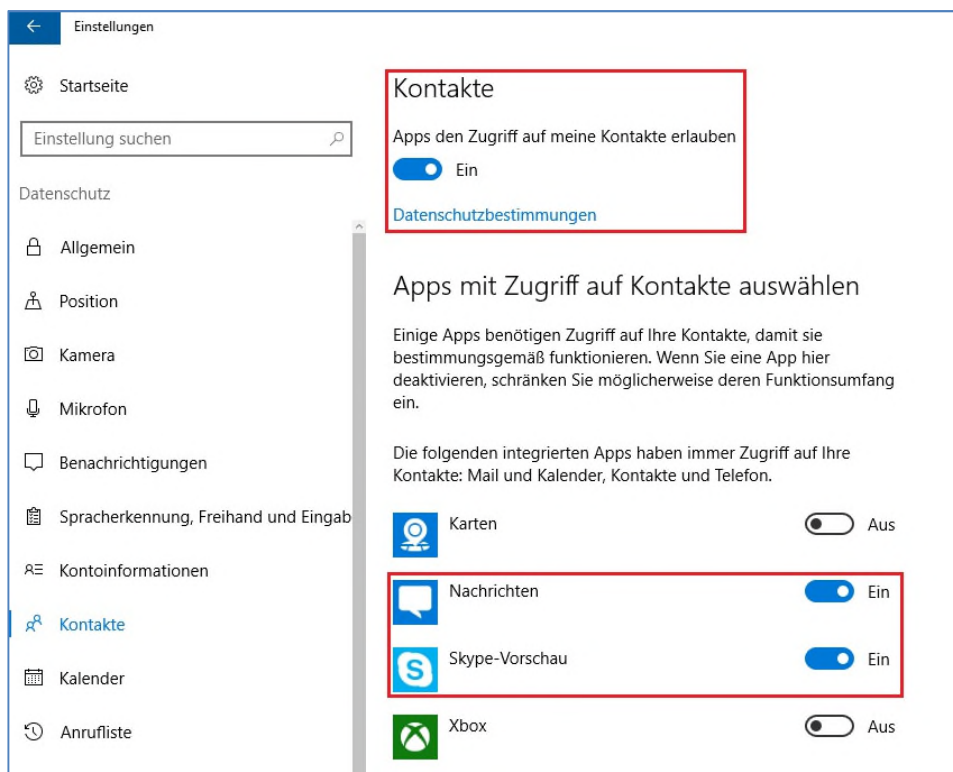 Einstellungen
Startseite
Einstellung suchen
Datenschutz
Allgemein
Position
Kamera
Mikrofon
Benachrichtigungen
Spracherkennung, Freihand und Eingab
Kontoinformationen
Kontakte
Kalender
Anrufliste
Kontakte
Apps den Zugriff auf meine Kontakte erlauben
Ein
Datenschutzbestimmungen
Apps mit Zugriff auf Kontakte auswählen
Einige Apps benötigen Zugriff auf Ihre Kontakte, damit sie
bestimmungsgemäß funktionieren. Wenn Sie eine App hier
deaktivieren, schränken Sie möglicherweise deren Funktionsumfang
ein.
Die folgenden integrierten Apps haben immer Zugriff auf Ihre
Kontakte: Mail und Kalender, Kontakte und Telefon.
Karten Aus
Nachrichten Ein
Skype-Vorschau Ein
Xbox Aus